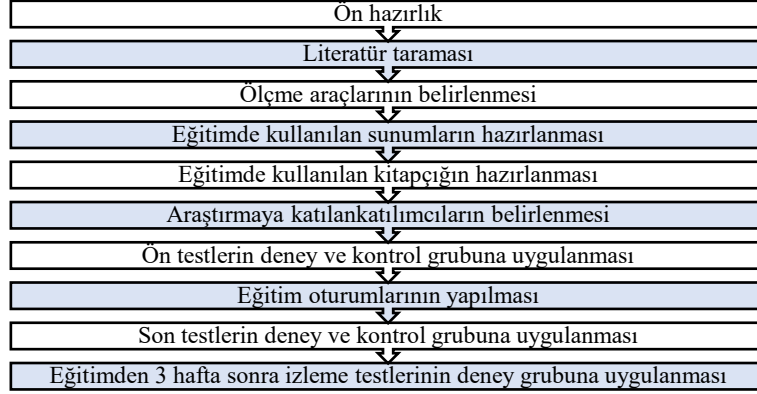 Ön hazırlık
Literatür taraması
Ölçme araçlarının belirlenmesi
Eğitimde kullanılan sunumların hazırlanması
Eğitimde kullanılan kitapçığın hazırlanması
Araştırmaya katılankatılımcıların belirlenmesi
Ön testlerin deney ve kontrol grubuna uygulanması
Eğitim oturumlarının yapılması
Son testlerin deney ve kontrol grubuna uygulanması
Eğitimden 3 hafta sonra izleme testlerinin deney grubuna uygulanması